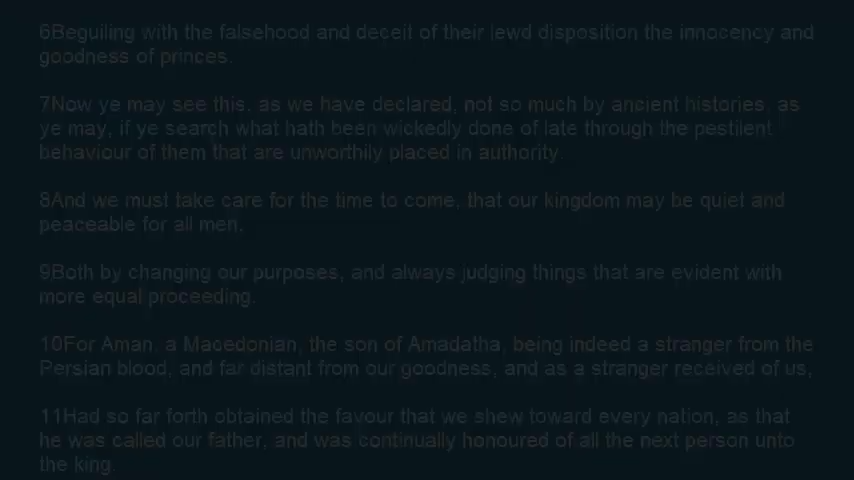 6Beguiling with the falsehood and deceit of their lewd disposition the innocency and
goodness of princes.
7Now ye may see this, as we have declared, not so much by ancient histories, as
ye may, if ye search what hath been wickedly done of late through the pestilent
behaviour of them that are unworthily placed in authority.
8And we must take care for the time to come, that our kingdom may be quiet and
peaceable for all men,
9Both by changing our purposes, and always judging things that are evident with
more equal proceeding.
10For Aman, a Macedonian, the son of Amadatha, being indeed a stranger from the
Persian blood, and far distant from our goodness, and as a stranger received of us,
11Had so far forth obtained the favour that we shew toward every nation, as that
he was called our father, and was continually honoured of all the next person unto
the king.